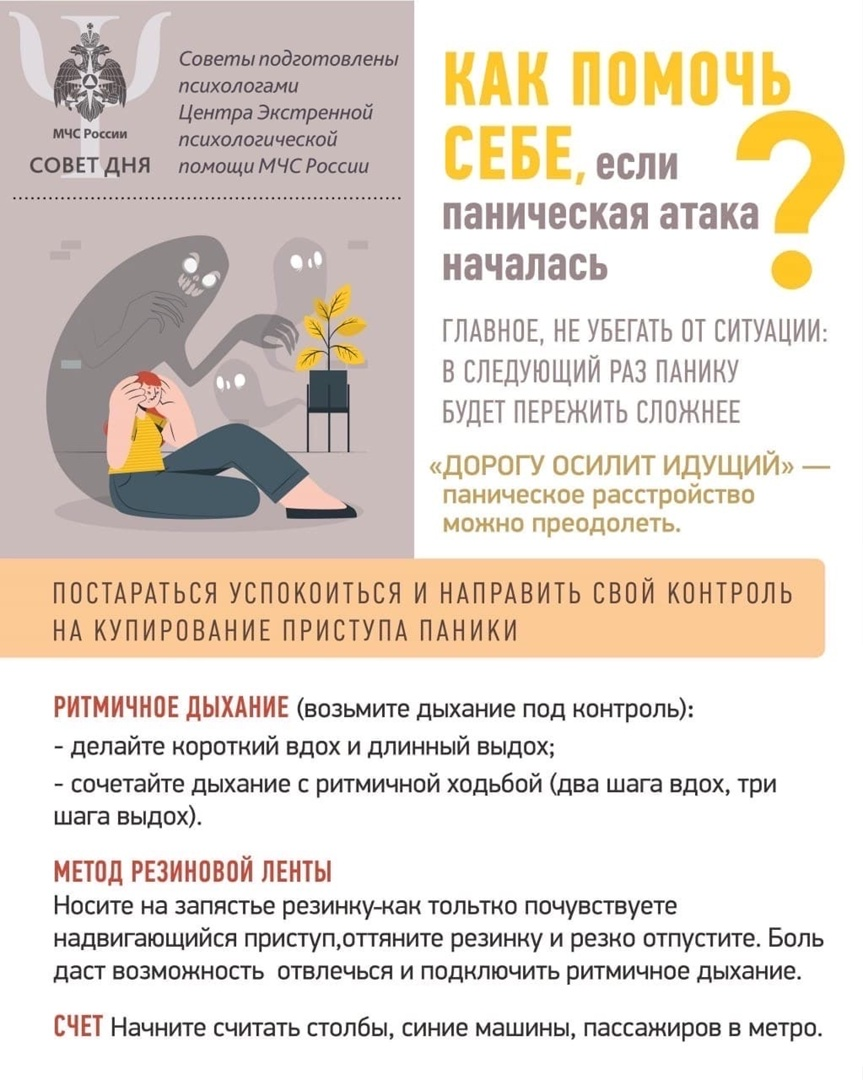 МЧС России
СОВЕТ ДНЯ
Советы подготовлены
психологами
Центра Экстренной
психологической
помощи МЧС России
КАК ПОМОЧЬ
СЕБЕ, если
паническая атака
началась
?
ГЛАВНОЕ, НЕ УБЕГАТЬ ОТ СИТУАЦИИ:
В СЛЕДУЮЩИЙ РАЗ ПАНИКУ
БУДЕТ ПЕРЕЖИТЬ СЛОЖНЕЕ
«ДОРОГУ ОСИЛИТ ИДУЩИЙ» —
паническое расстройство
можно преодолеть.
ПОСТАРАТЬСЯ УСПОКОИТЬСЯ И НАПРАВИТЬ СВОЙ КОНТРОЛЬ
НА КУПИРОВАНИЕ ПРИСТУПА ПАНИКИ
РИТМИЧНОЕ ДЫХАНИЕ (возьмите дыхание под контроль):
- делайте короткий вдох и длинный выдох;
- сочетайте дыхание с ритмичной ходьбой (два шага вдох, три
шага выдох).
МЕТОД РЕЗИНОВОЙ ЛЕНТЫ
Носите на запястье резинку-как тольтко почувствуете
надвигающийся приступ,оттяните резинку и резко отпустите. Боль
даст возможность отвлечься и подключить ритмичное дыхание.
СЧЕТ Начните считать столбы, синие машины, пассажиров в метро.